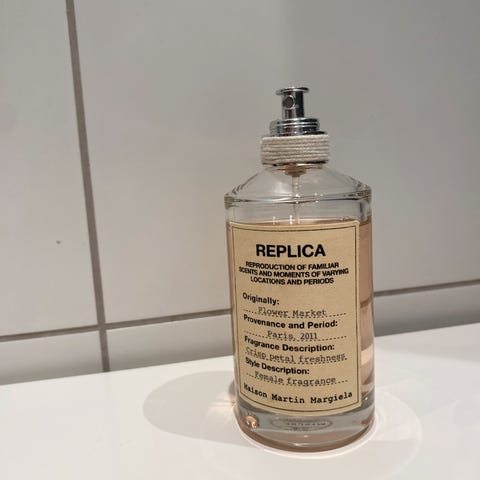 REPLICA
REPRODUCTION OF FAMILIAR
SCENTS AND MOMENTS OF VARYING
LOCATIONS AND PERIODS
Originally:
Flower Market
Provenance and Period:
Paris, 2011
Fragrance Description:
Crisp petal freshness
Style Description:
Female fragrance
Maison Martin Margiela